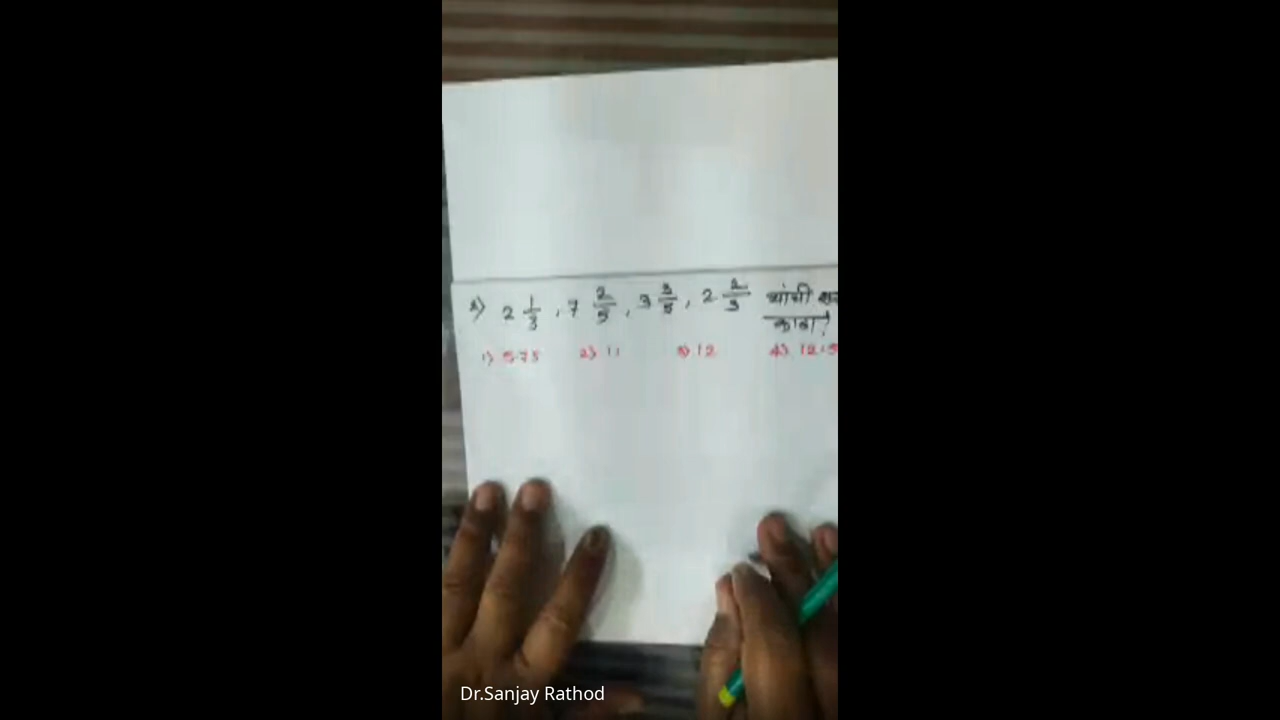 2) 2 1/3 , 7 2/5 , 3 3/5 , 2 2/3 यांची
काढा?
1) 5.75 2) 11 3) 12 4) 12.5
Dr.Sanjay Rathod